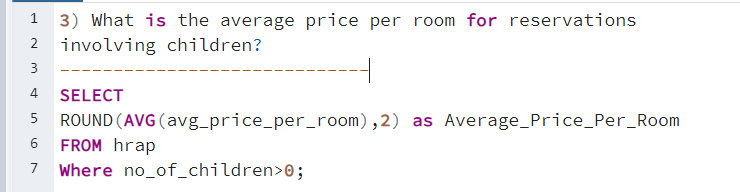 1 3) What is the average price per room for reservations
2 involving children?
3 -----------------------------
4 SELECT
5 ROUND(AVG(avg_price_per_room),2) as Average_Price_Per_Room
6 FROM hrap
7 Where no_of_children>0;